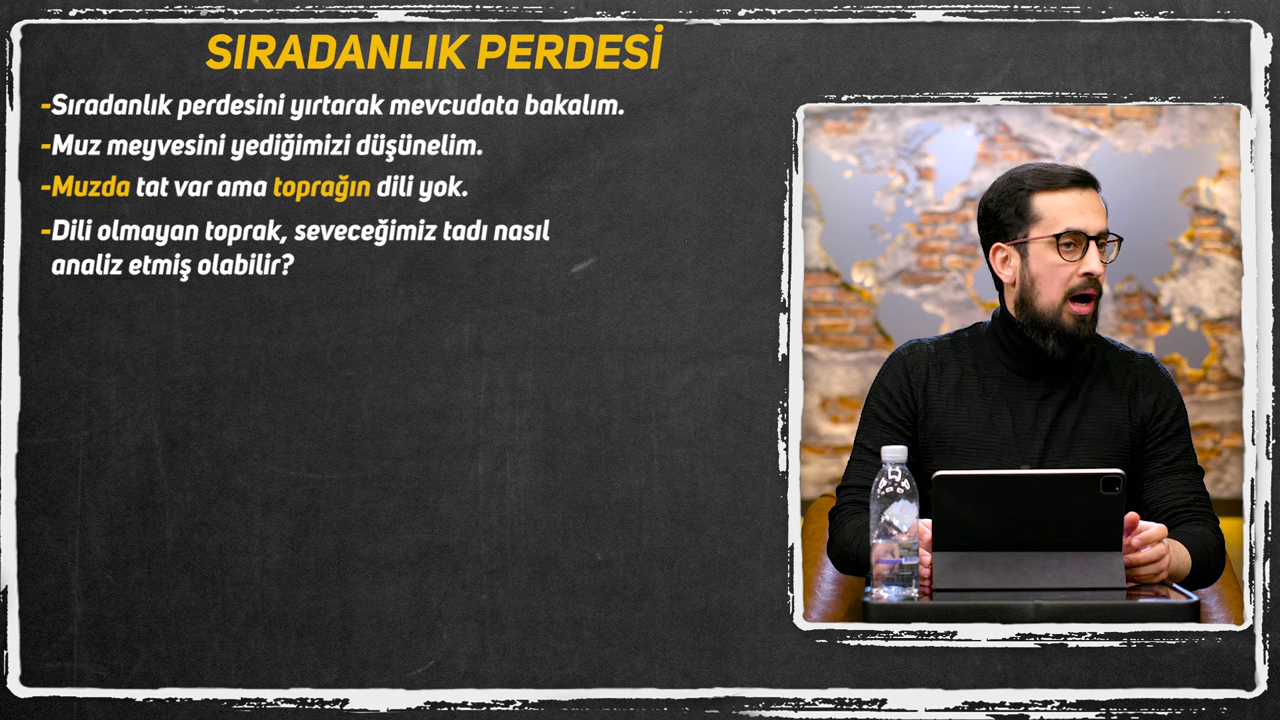 SIRADANLIK PERDESİ
-Sıradanlık perdesini yırtarak mevcudata bakalım.
-Muz meyvesini yediğimizi düşünelim.
-Muzda tat var ama toprağın dili yok.
-Dili olmayan toprak, seveceğimiz tadı nasıl
analiz etmiş olabilir?